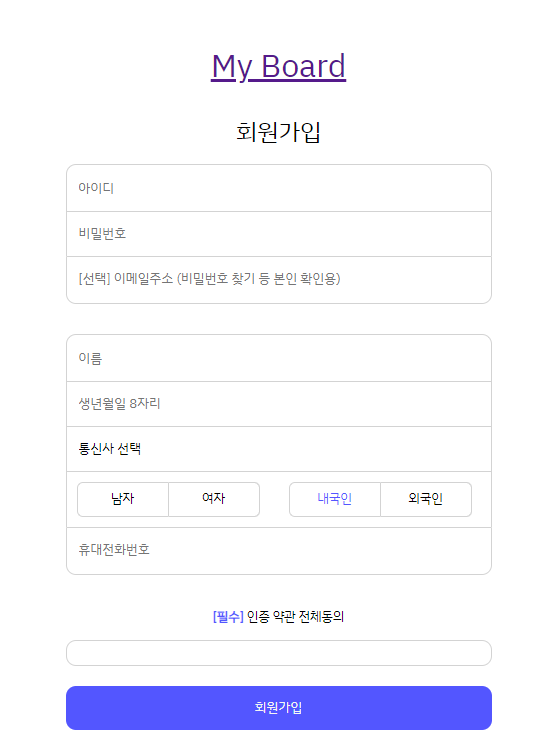 My Board
회원가입
아이디
비밀번호
[선택] 이메일주소 (비밀번호 찾기 등 본인 확인용)
이름
생년월일 8자리
통신사 선택
남자 여자 내국인 외국인
휴대전화번호
[필수] 인증 약관 전체동의
회원가입